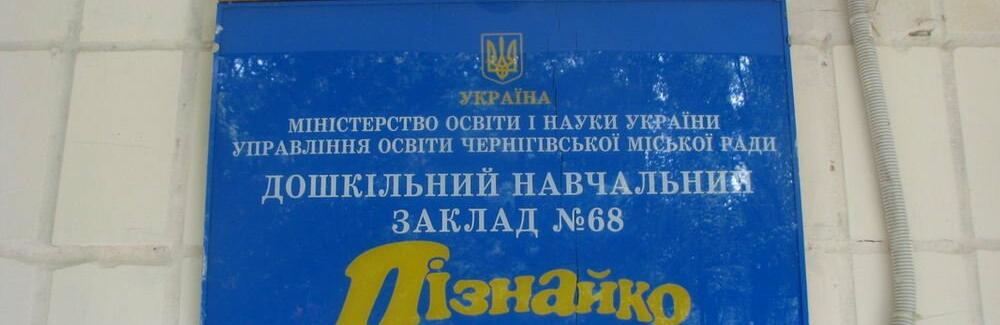 УКРАЇНА
МІНІСТЕРСТВО ОСВІТИ І НАУКИ УКРАЇНИ
УПРАВЛІННЯ ОСВІТИ ЧЕРНІГІВСЬКОЇ МІСЬКОЇ РАДИ
ДОШКІЛЬНИЙ НАВЧАЛЬНИЙ
ЗАКЛАД №68
Пізнайко